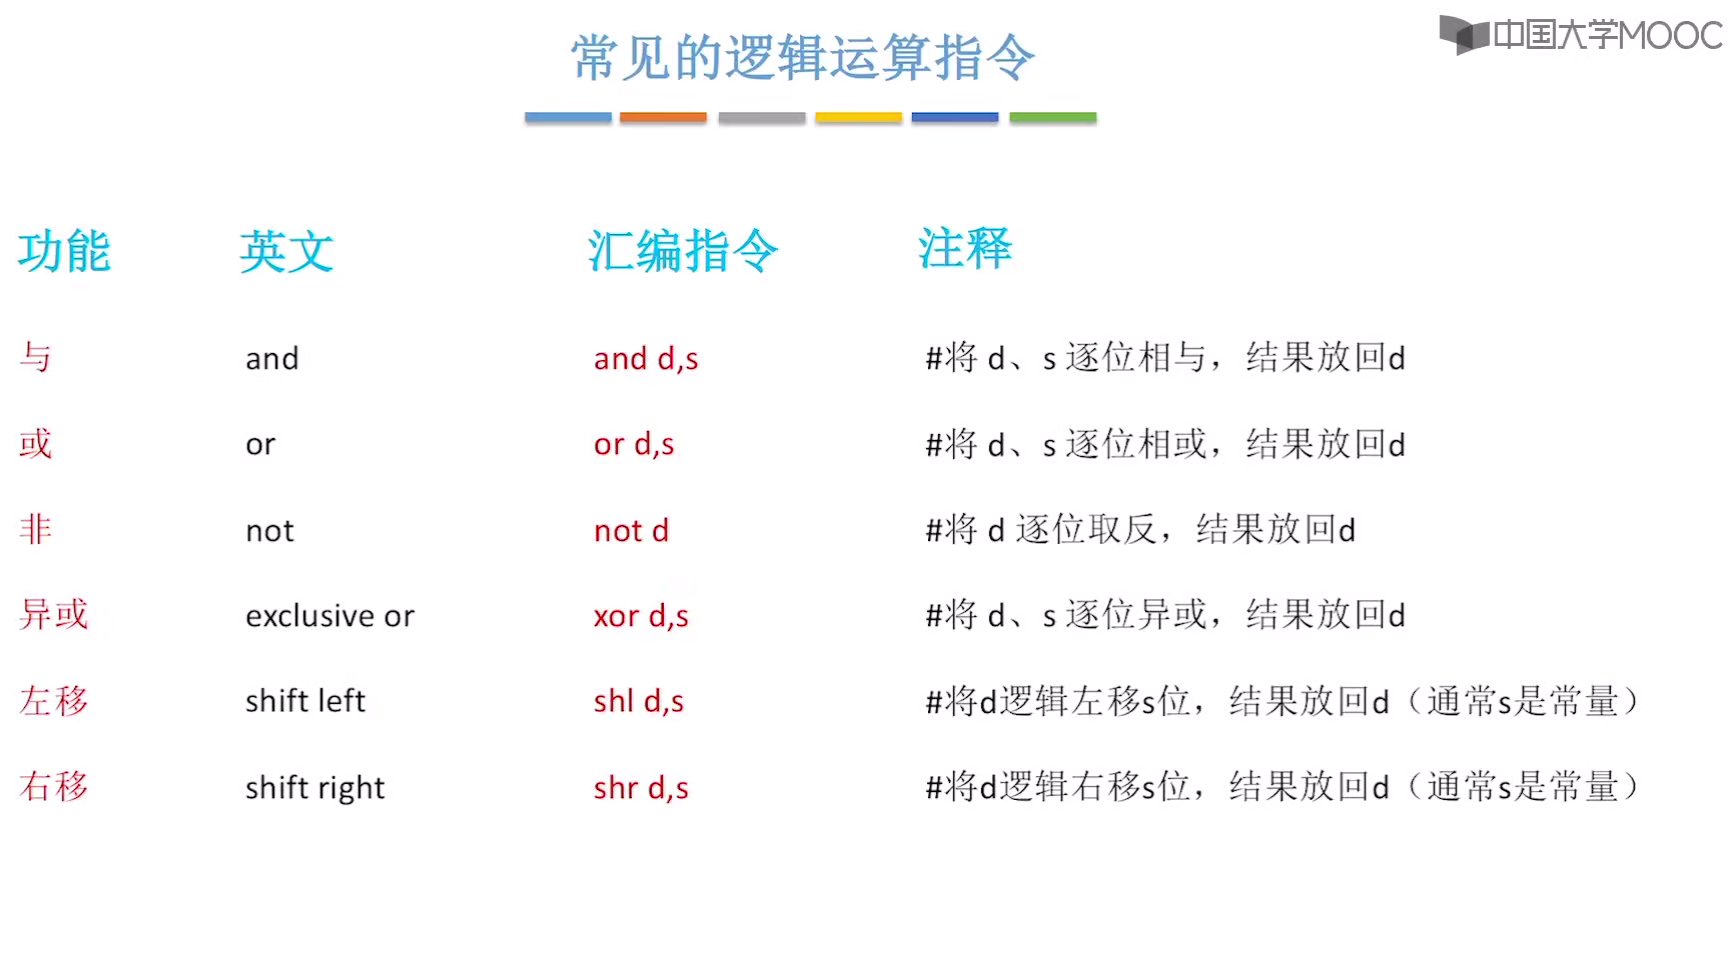 常见的逻辑运算指令
中国大学MOOC
功能 英文 汇编指令 注释
与 and and d,s #将 d、s 逐位相与，结果放回d
或 or or d,s #将 d、s 逐位相或，结果放回d
非 not not d #将 d 逐位取反，结果放回d
异或 exclusive or xor d,s #将 d、s 逐位异或，结果放回d
左移 shift left shl d,s #将d逻辑左移s位，结果放回d（通常s是常量）
右移 shift right shr d,s #将d逻辑右移s位，结果放回d（通常s是常量）